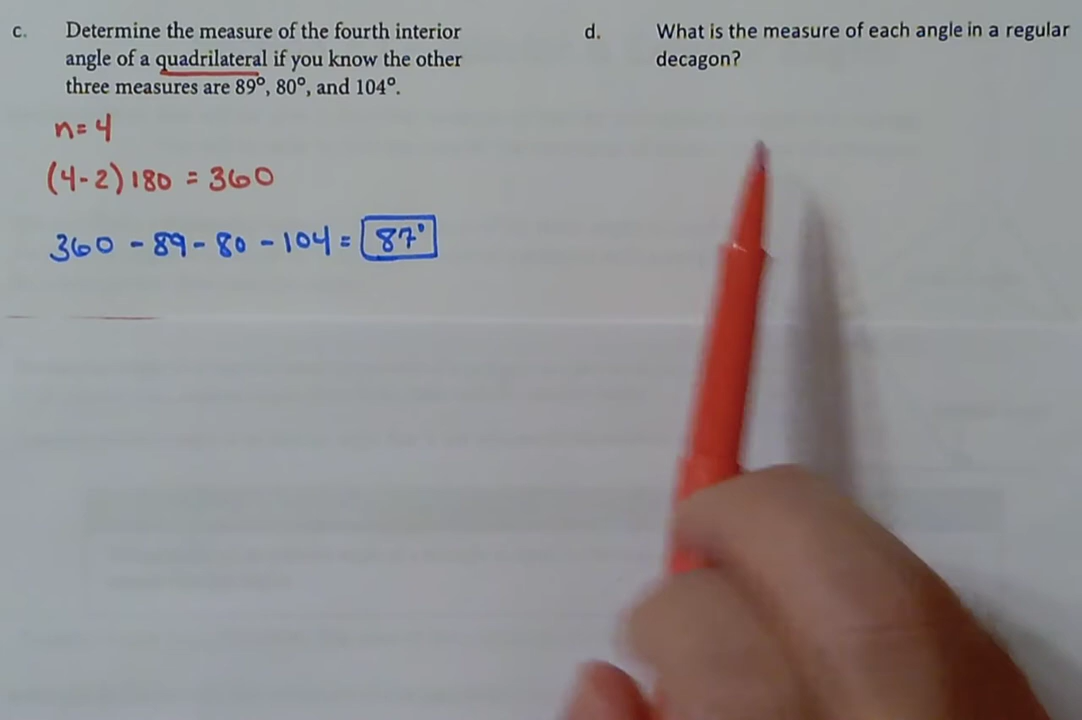 c. Determine the measure of the fourth interior
angle of a quadrilateral if you know the other
three measures are 89°, 80°, and 104°.
n=4
(4-2)180 = 360
360 - 89 - 80 - 104 = 87°
d. What is the measure of each angle in a regular
decagon?